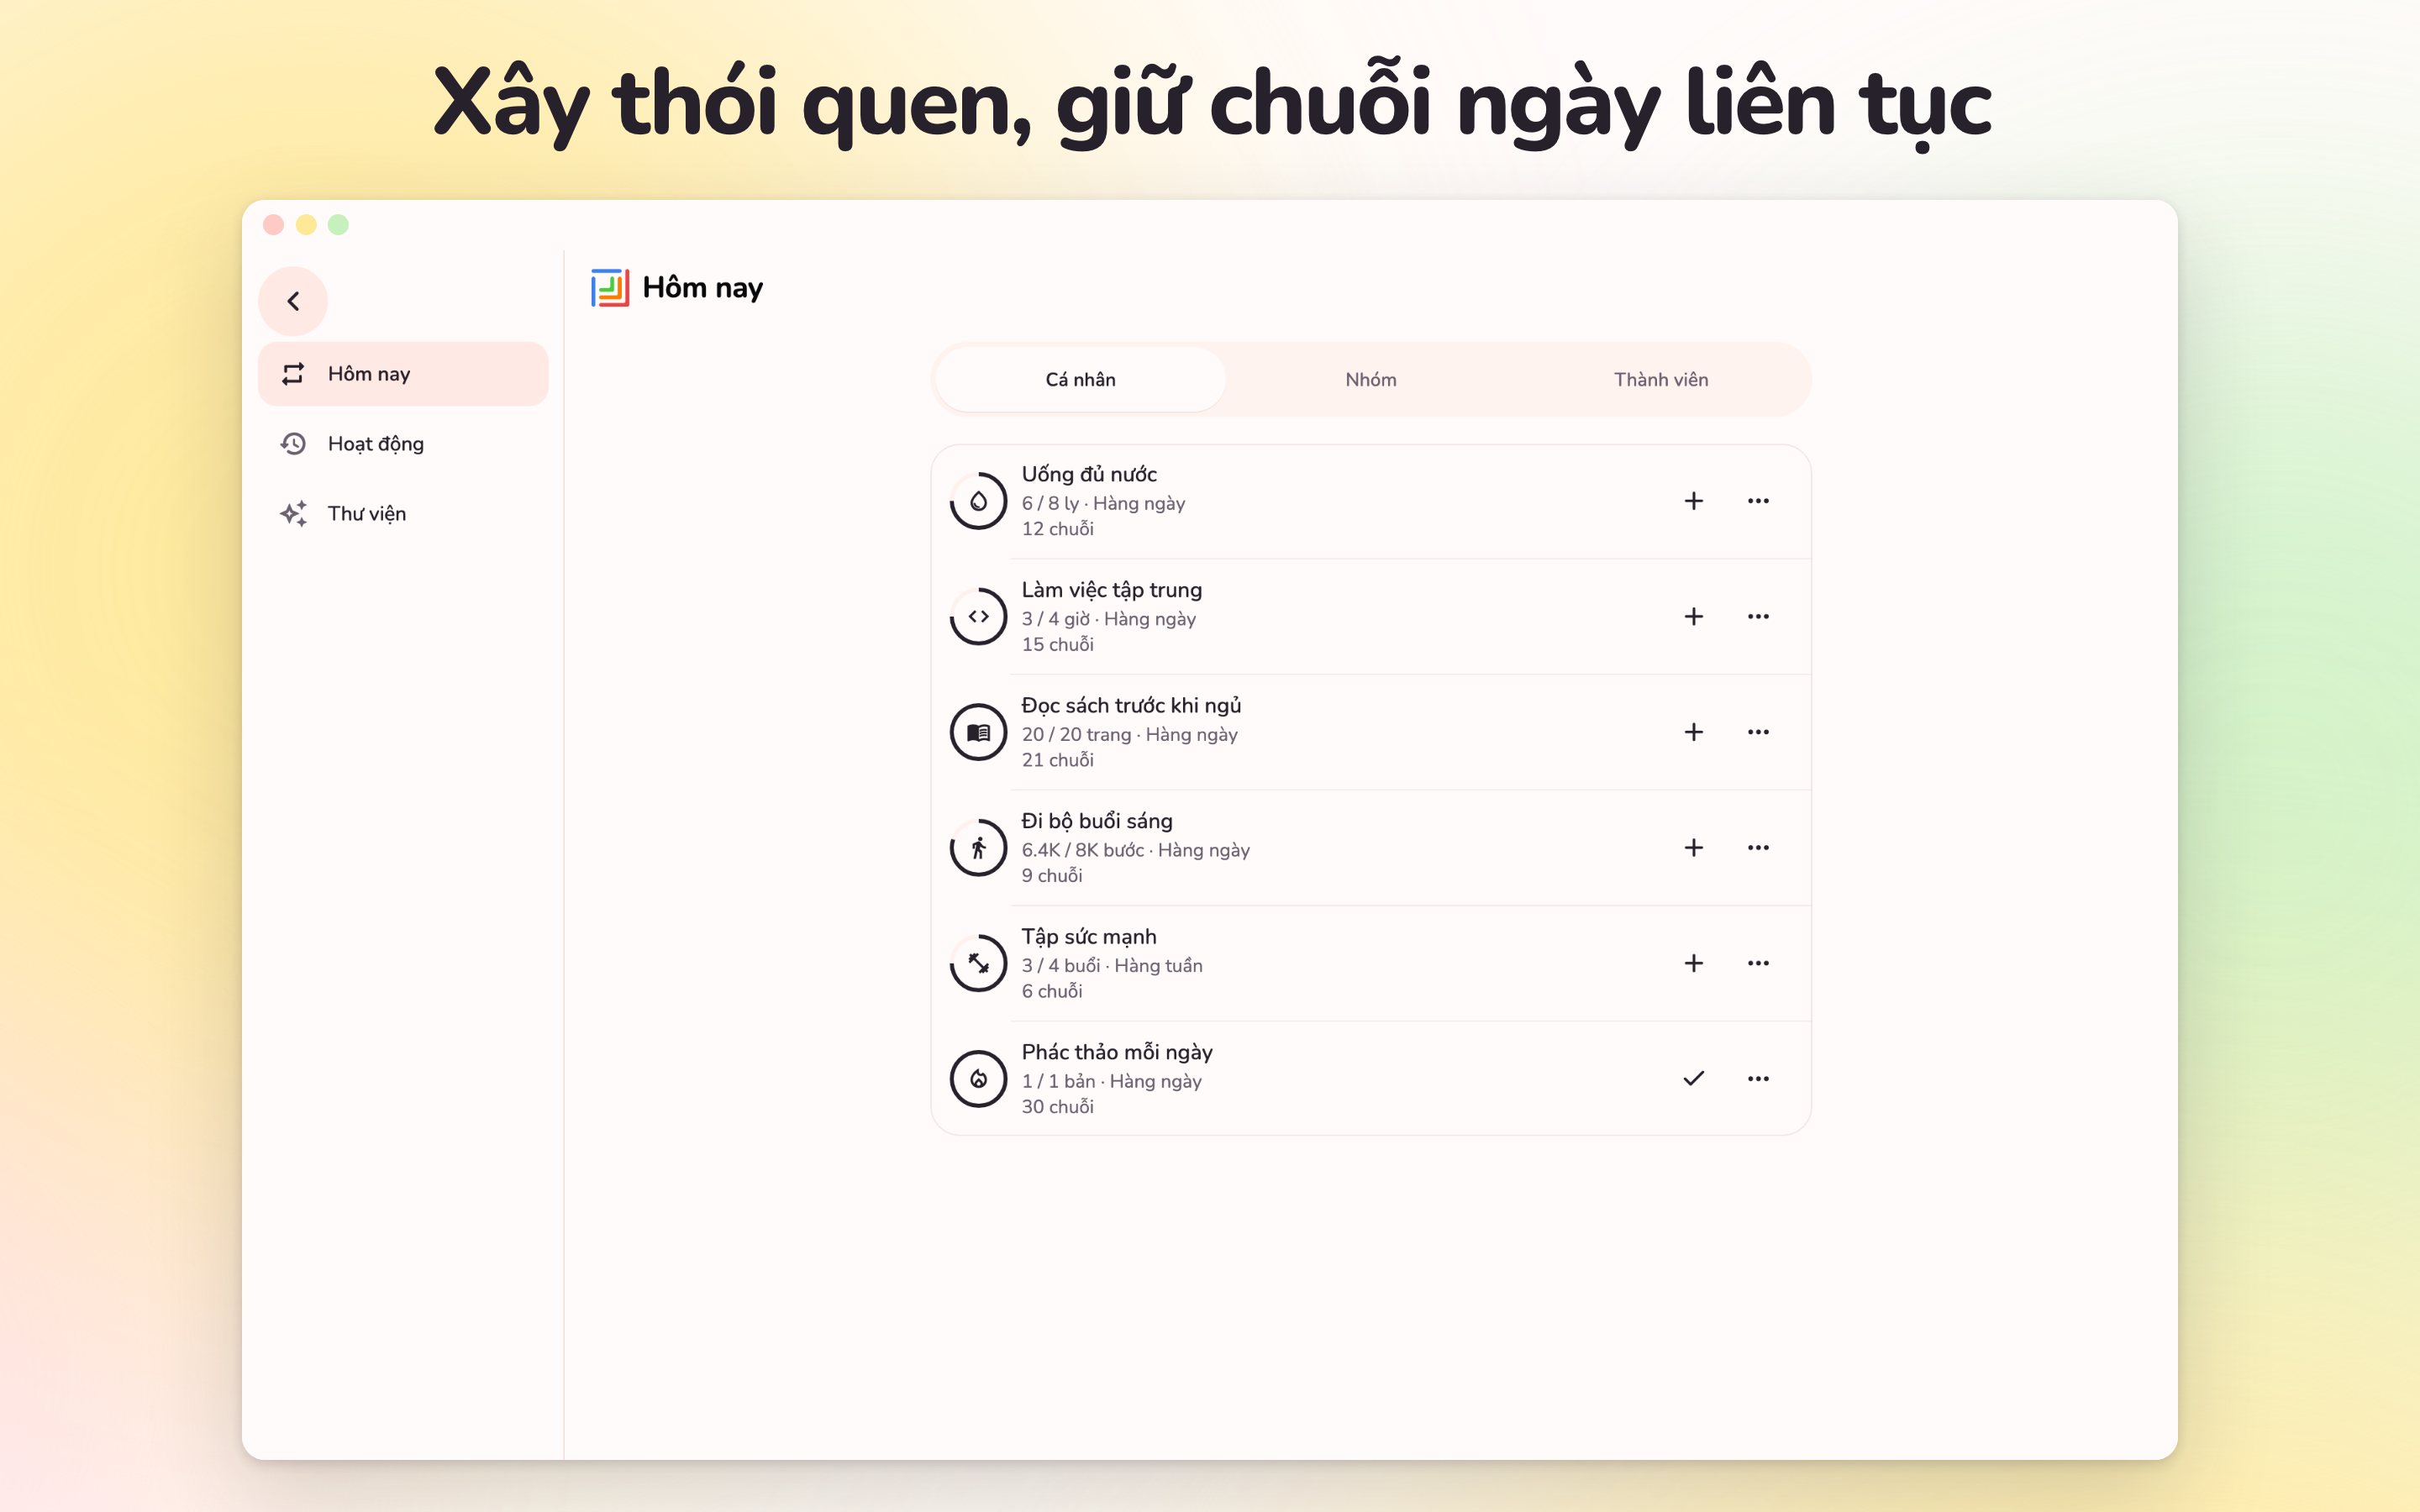 Xây thói quen, giữ chuỗi ngày liên tục
Hôm nay
Hoạt động
Thư viện
Hôm nay
Cá nhân
Nhóm
Thành viên
Uống đủ nước
6 / 8 ly · Hàng ngày
12 chuỗi
Làm việc tập trung
3 / 4 giờ · Hàng ngày
15 chuỗi
Đọc sách trước khi ngủ
20 / 20 trang · Hàng ngày
21 chuỗi
Đi bộ buổi sáng
6.4K / 8K bước · Hàng ngày
9 chuỗi
Tập sức mạnh
3 / 4 buổi · Hàng tuần
6 chuỗi
Phác thảo mỗi ngày
1 / 1 bản · Hàng ngày
30 chuỗi